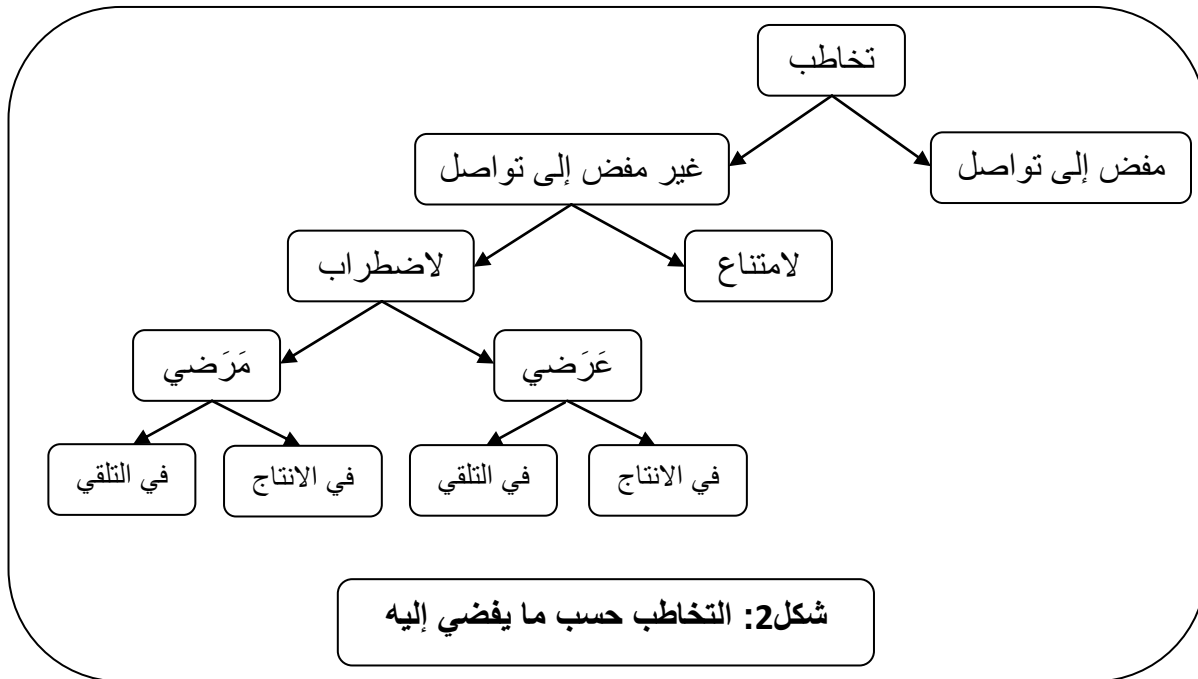 تخاطب
مفض إلى تواصل
غير مفض إلى تواصل
لامتناع
لاضطراب
عَرَضي
مَرَضي
في الانتاج
في التلقي
في الانتاج
في التلقي
شكل2: التخاطب حسب ما يفضي إليه